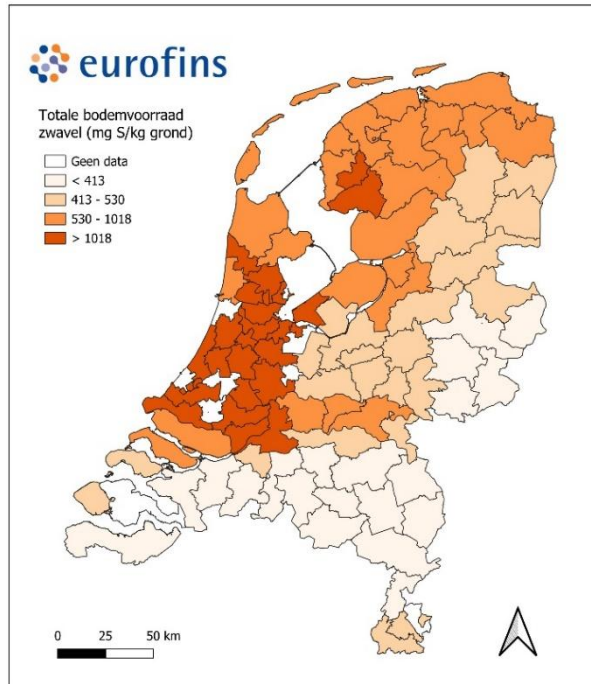 eurofins
Totale bodemvoorraad
zwavel (mg S/kg grond)
Geen data
< 413
413 - 530
530 - 1018
> 1018
0 25 50 km